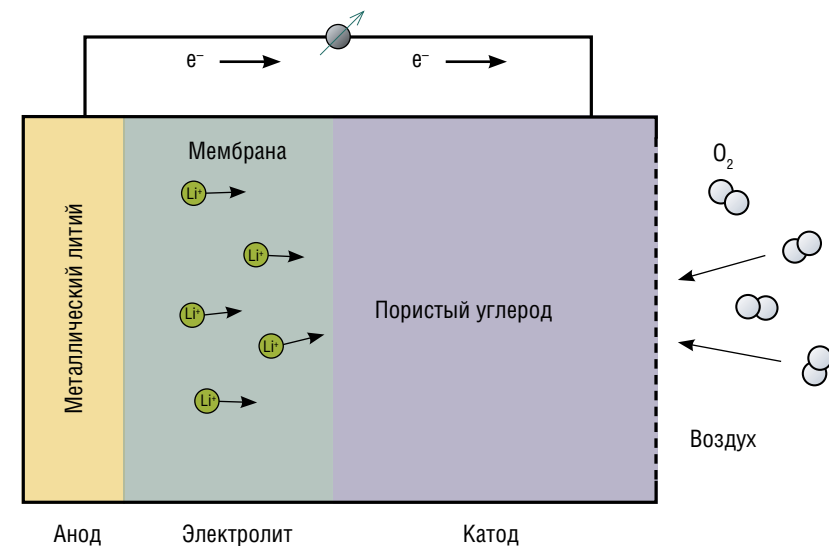 e⁻
e⁻
Мембрана
O₂
Li⁺
Li⁺
Li⁺
Li⁺
Li⁺
Металлический литий
Пористый углерод
Воздух
Анод
Электролит
Катод